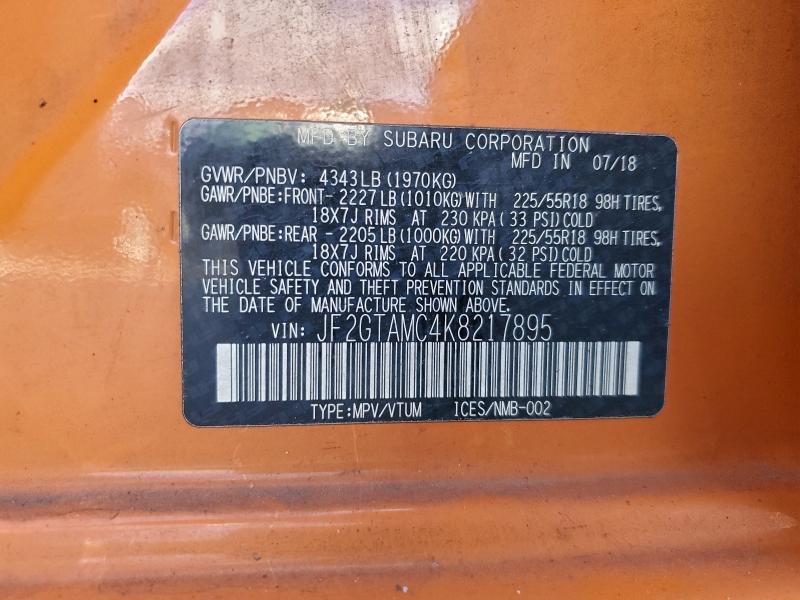 MFD BY SUBARU CORPORATION
MFD IN 07/18
GVWR/PNBV: 4343LB (1970KG)
GAWR/PNBE:FRONT- 2227LB (1010KG) WITH 225/55R18 98H TIRES,
18X7J RIMS AT 230 KPA ( 33 PSI ) COLD
GAWR/PNBE:REAR - 2205LB (1000KG) WITH 225/55R18 98H TIRES,
18X7J RIMS AT 220 KPA ( 32 PSI ) COLD
THIS VEHICLE CONFORMS TO ALL APPLICABLE FEDERAL MOTOR
VEHICLE SAFETY AND THEFT PREVENTION STANDARDS IN EFFECT ON
THE DATE OF MANUFACTURE SHOWN ABOVE.
VIN: JF2GTAMC4K8217895
TYPE:MPV/VTUM ICES/NMB-002